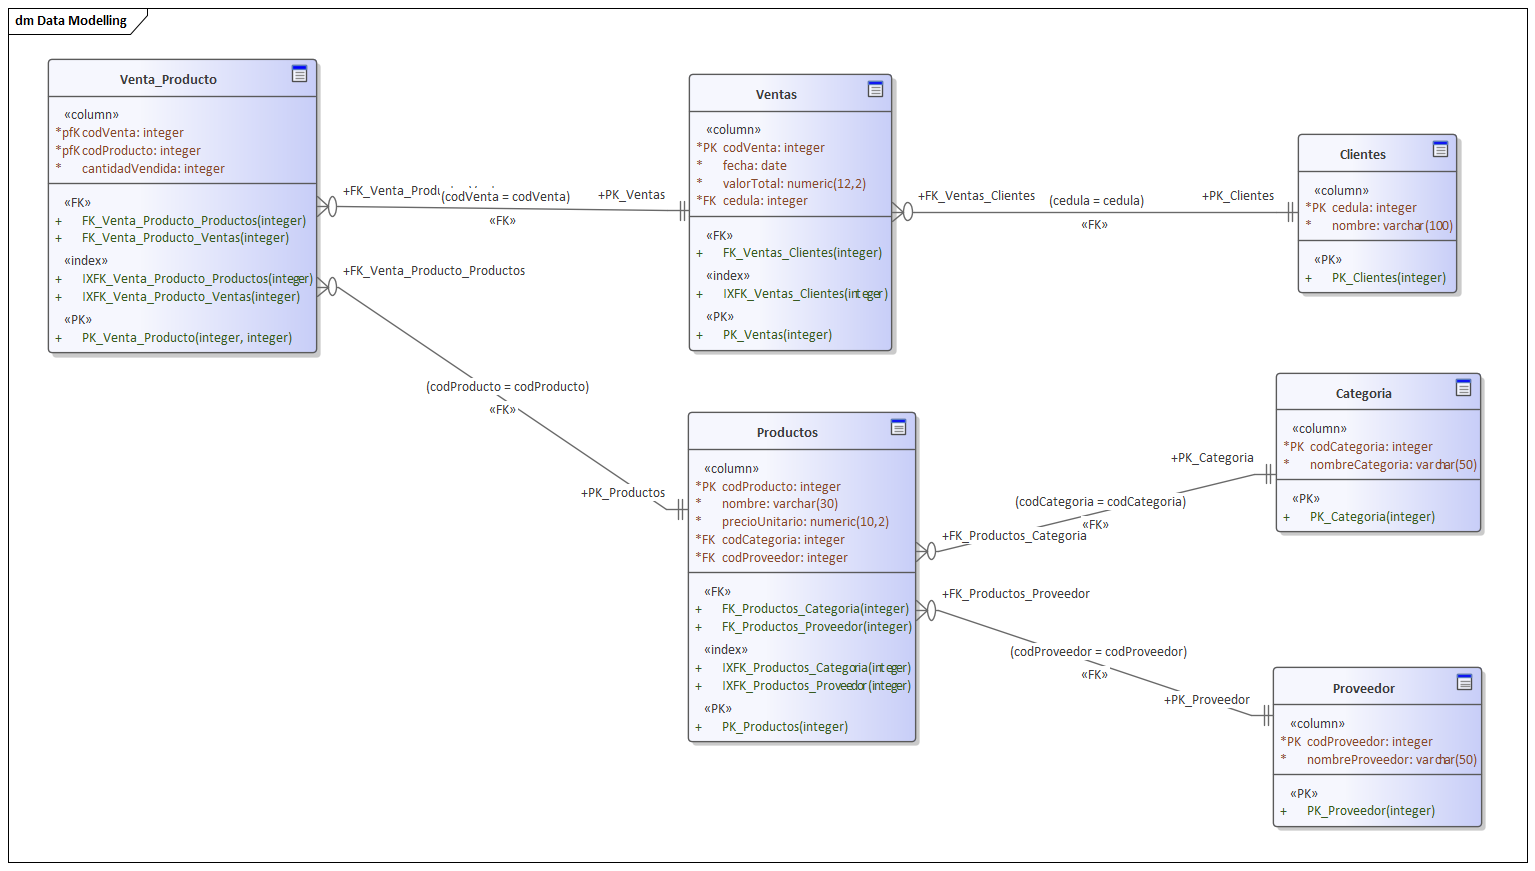 dm Data Modelling
Venta_Producto
«column»
*pfK codVenta: integer
*pfK codProducto: integer
* cantidadVendida: integer
«FK»
+ FK_Venta_Producto_Productos(integer)
+ FK_Venta_Producto_Ventas(integer)
«index»
+ IXFK_Venta_Producto_Productos(integer)
+ IXFK_Venta_Producto_Ventas(integer)
«PK»
+ PK_Venta_Producto(integer, integer)
(codVenta = codVenta)
+PK_Ventas
«FK»
+FK_Venta_Producto_Productos
(codProducto = codProducto)
«FK»
+PK_Productos
Ventas
«column»
*PK codVenta: integer
* fecha: date
* valorTotal: numeric(12,2)
*FK cedula: integer
«FK»
+ FK_Ventas_Clientes(integer)
«index»
+ IXFK_Ventas_Clientes(integer)
«PK»
+ PK_Ventas(integer)
+FK_Ventas_Clientes
(cedula = cedula)
«FK»
+PK_Clientes
Clientes
«column»
*PK cedula: integer
* nombre: varchar(100)
«PK»
+ PK_Clientes(integer)
Productos
«column»
*PK codProducto: integer
* nombre: varchar(30)
* precioUnitario: numeric(10,2)
*FK codCategoria: integer
*FK codProveedor: integer
«FK»
+ FK_Productos_Categoria(integer)
+ FK_Productos_Proveedor(integer)
«index»
+ IXFK_Productos_Categoria(integer)
+ IXFK_Productos_Proveedor(integer)
«PK»
+ PK_Productos(integer)
+PK_Categoria
(codCategoria = codCategoria)
«FK»
+FK_Productos_Categoria
Categoria
«column»
*PK codCategoria: integer
* nombreCategoria: varchar(50)
«PK»
+ PK_Categoria(integer)
+FK_Productos_Proveedor
(codProveedor = codProveedor)
«FK»
+PK_Proveedor
Proveedor
«column»
*PK codProveedor: integer
* nombreProveedor: varchar(50)
«PK»
+ PK_Proveedor(integer)